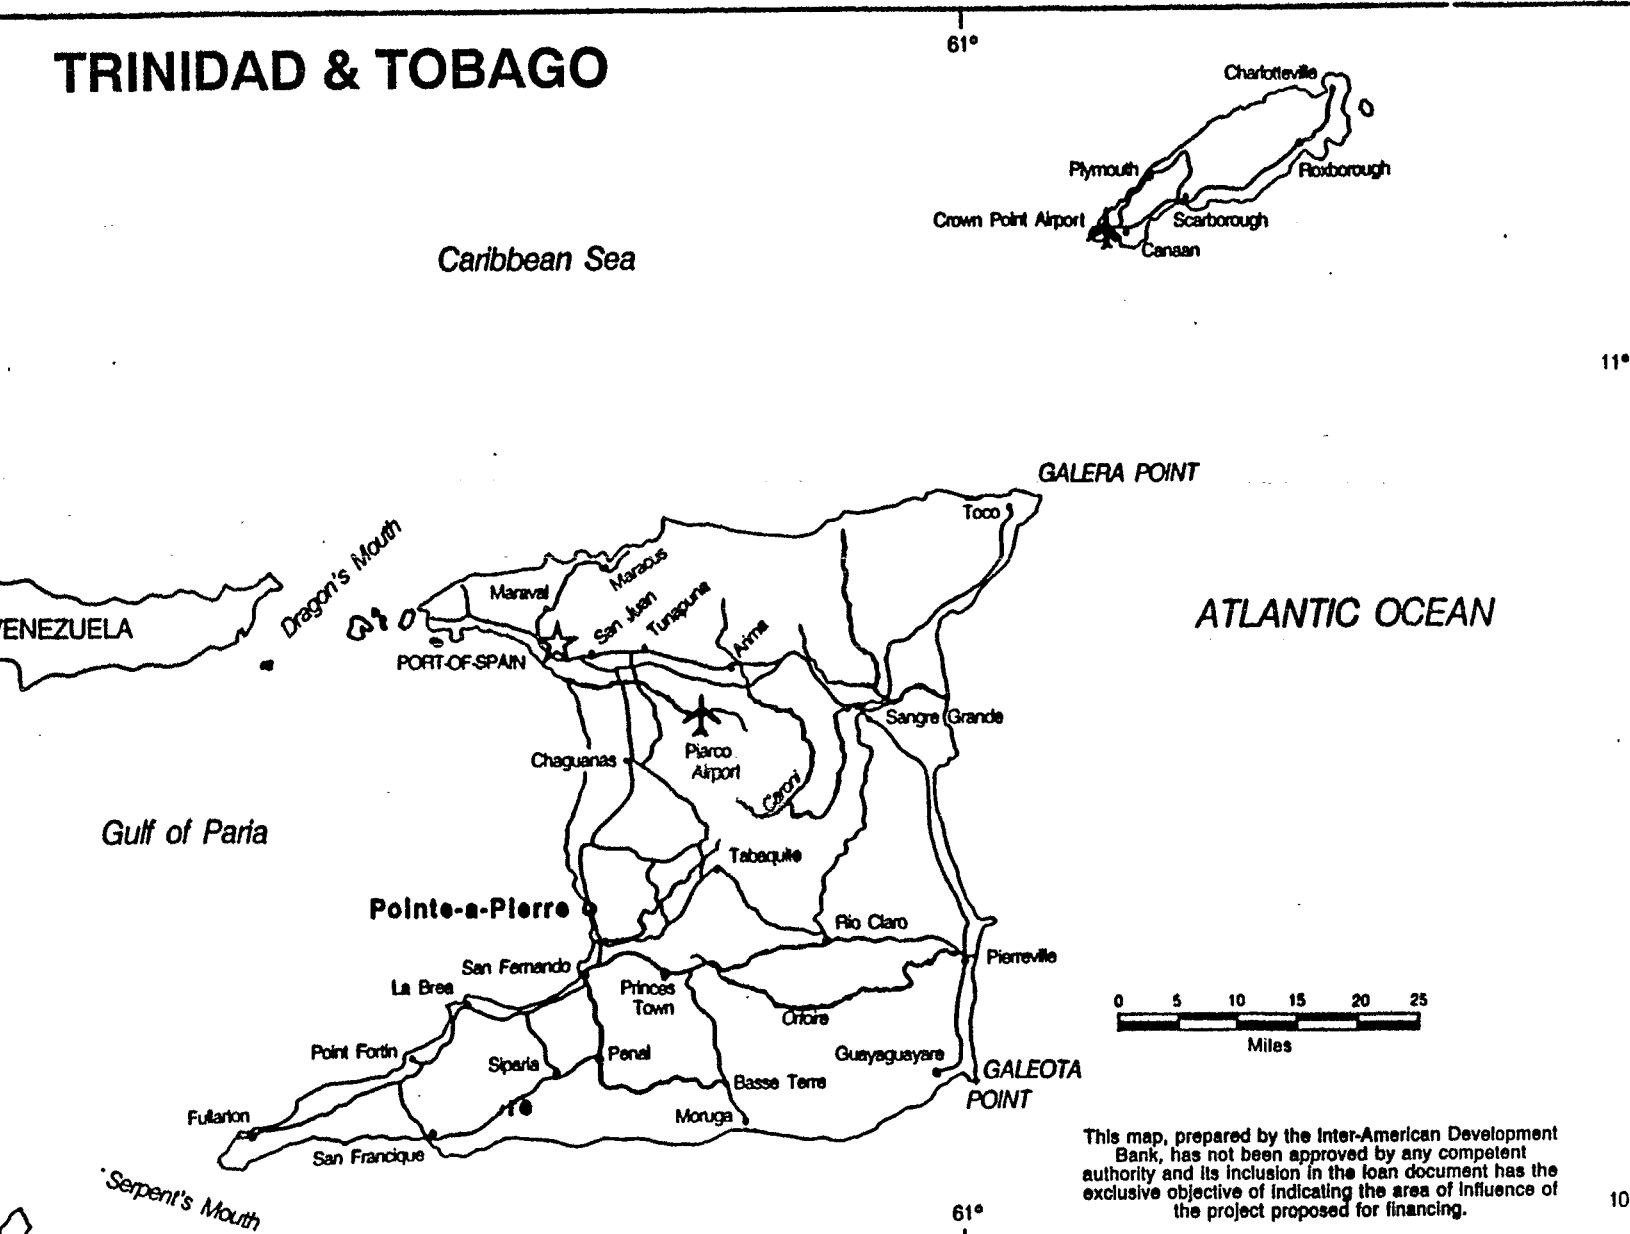 61°
TRINIDAD & TOBAGO
Charlotteville
Plymouth
Roxborough
Crown Point Airport
Scarborough
Canaan
Caribbean Sea
11°
GALERA POINT
Toco
Dragon's Mouth
Maracus
Maraval
San Juan
Tunapuna
Arima
VENEZUELA
ATLANTIC OCEAN
PORT-OF-SPAIN
Sangre Grande
Chaguanas
Piarco
Airport
Caroni
Gulf of Paria
Tabaquite
Pointe-a-Pierre
Rio Claro
San Fernando
Pierreville
La Brea
Princes
Town
Ortoire
0 5 10 15 20 25
Miles
Point Fortin
Siparia
Penal
Guayaguayare
GALEOTA
POINT
Basse Terre
Fullarton
Moruga
San Francique
Serpent's Mouth
This map, prepared by the Inter-American Development
Bank, has not been approved by any competent
authority and its inclusion in the loan document has the
exclusive objective of indicating the area of influence of
the project proposed for financing.
10
61°